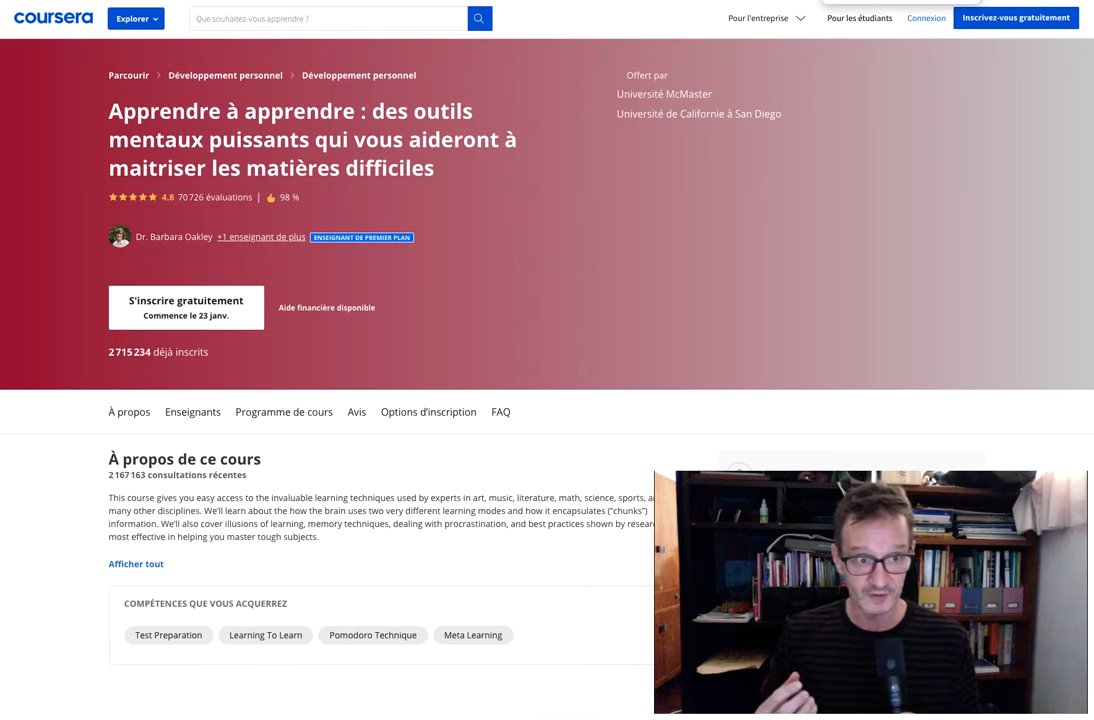 coursera
Explorer
Que souhaitez-vous apprendre ?
Pour l'entreprise
Pour les étudiants
Connexion
Inscrivez-vous gratuitement
Parcourir
Développement personnel
Développement personnel
Apprendre à apprendre : des outils
mentaux puissants qui vous aideront à
maitriser les matières difficiles
4.8 70 726 évaluations | 98 %
Dr. Barbara Oakley +1 enseignant de plus ENSEIGNANT DE PREMIER PLAN
S'inscrire gratuitement
Commence le 23 janv.
Aide financière disponible
2 715 234 déjà inscrits
Offert par
Université McMaster
Université de Californie à San Diego
À propos
Enseignants
Programme de cours
Avis
Options d'inscription
FAQ
À propos de ce cours
2 167 163 consultations récentes
This course gives you easy access to the invaluable learning techniques used by experts in art, music, literature, math, science, sports,
many other disciplines. We'll learn about the how the brain uses two very different learning modes and how it encapsulates ("chunks")
information. We'll also cover illusions of learning, memory techniques, dealing with procrastination, and best practices shown by
most effective in helping you master tough subjects.
Afficher tout
COMPÉTENCES QUE VOUS ACQUERREZ
Test Preparation
Learning To Learn
Pomodoro Technique
Meta Learning